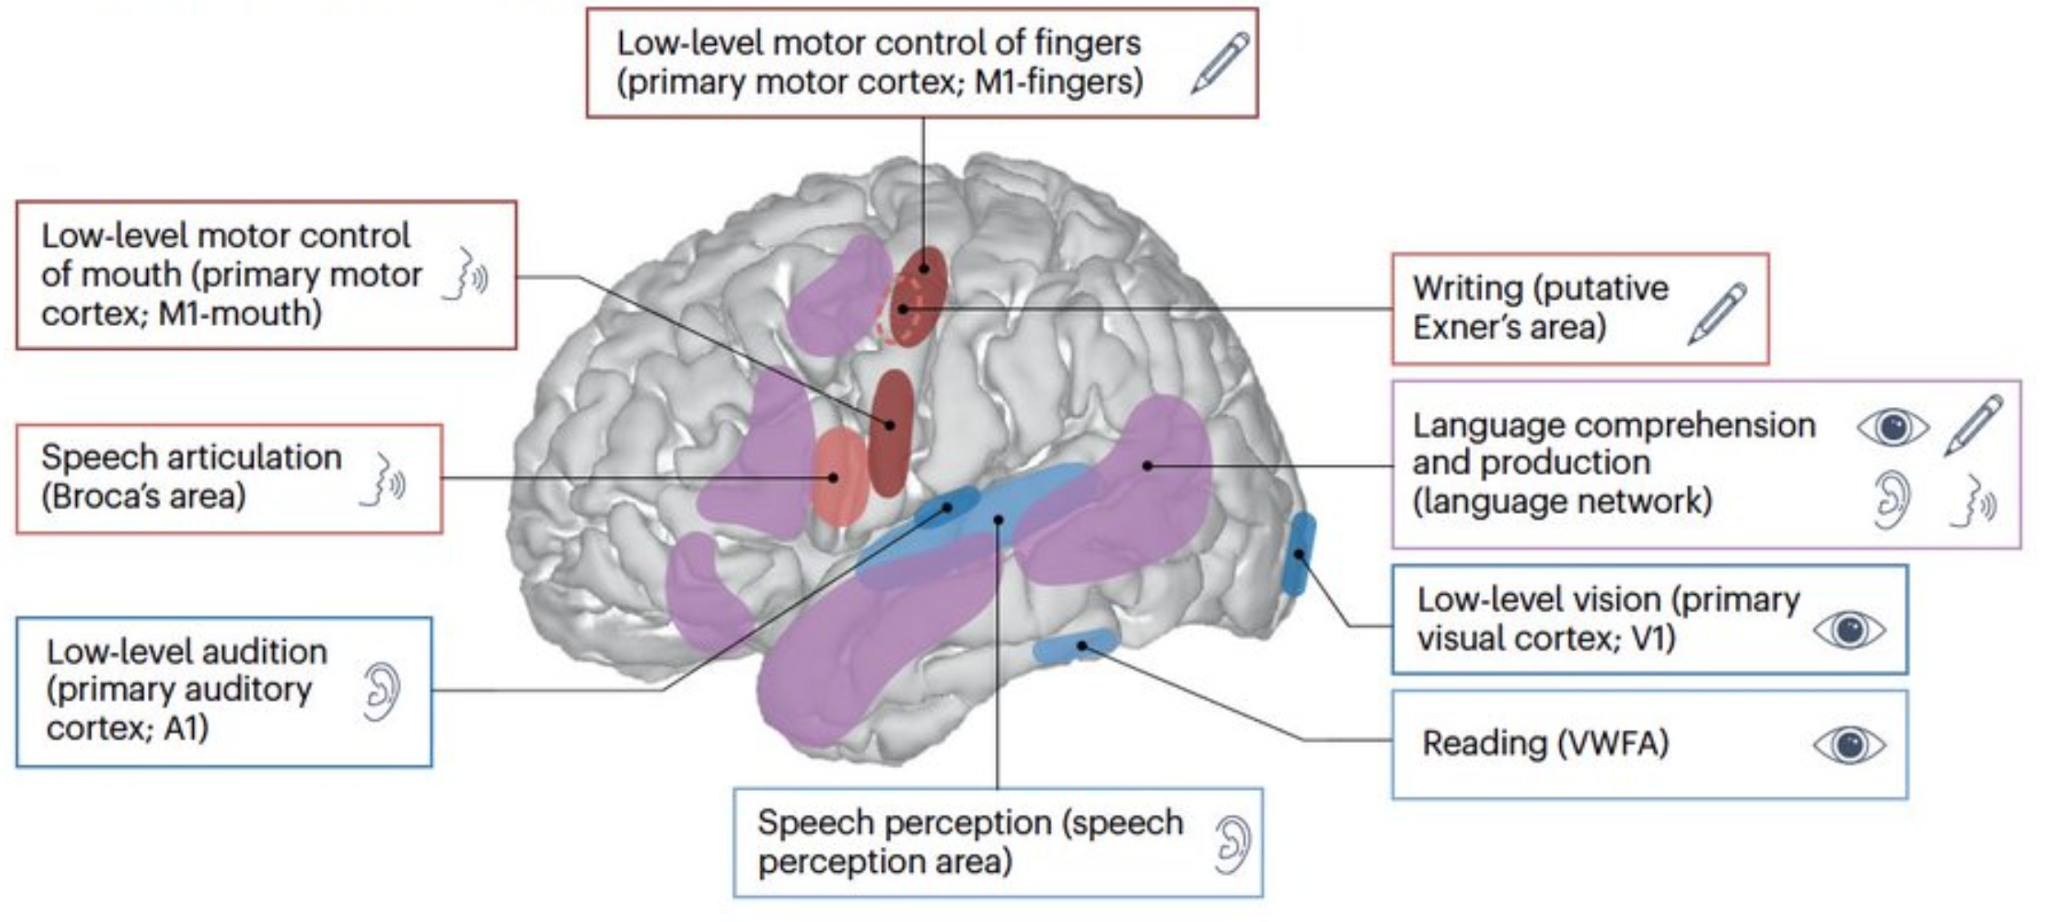 Low-level motor control of fingers
(primary motor cortex; M1-fingers)
Low-level motor control
of mouth (primary motor
cortex; M1-mouth)
Speech articulation
(Broca's area)
Low-level audition
(primary auditory
cortex; A1)
Speech perception (speech
perception area)
Writing (putative
Exner's area)
Language comprehension
and production
(language network)
Low-level vision (primary
visual cortex; V1)
Reading (VWFA)